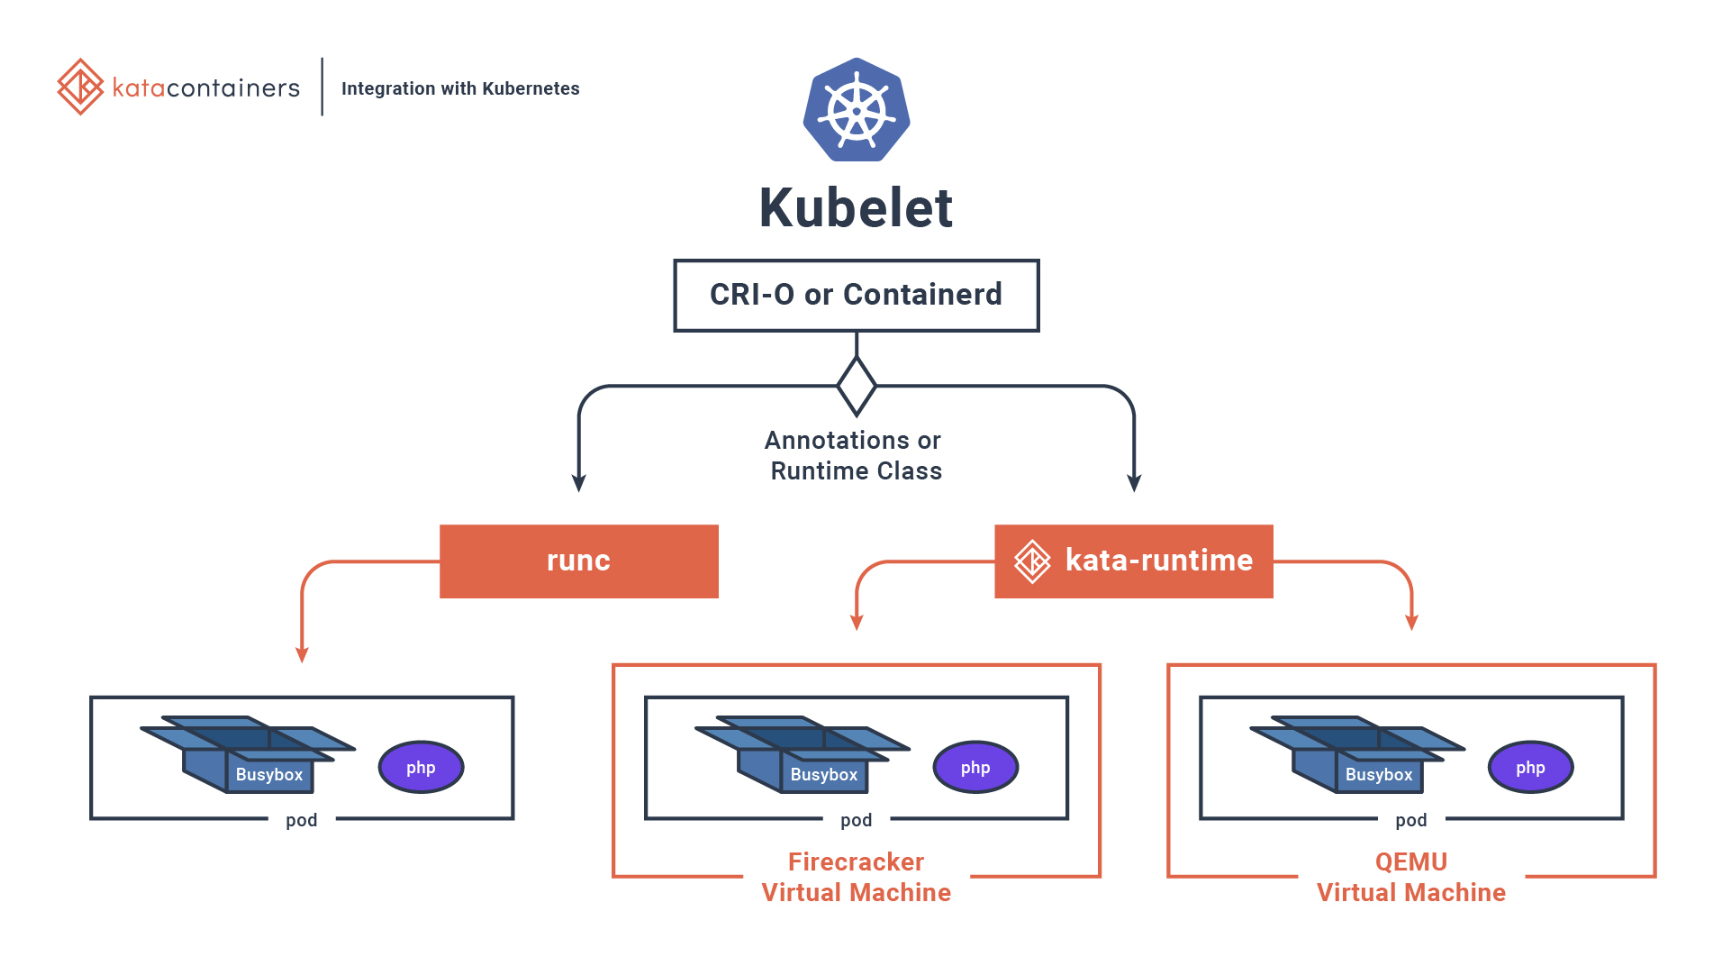 katacontainers
Integration with Kubernetes
Kubelet
CRI-O or Containerd
Annotations or
Runtime Class
runc
kata-runtime
Busybox
php
pod
Busybox
php
pod
Firecracker
Virtual Machine
Busybox
php
pod
QEMU
Virtual Machine